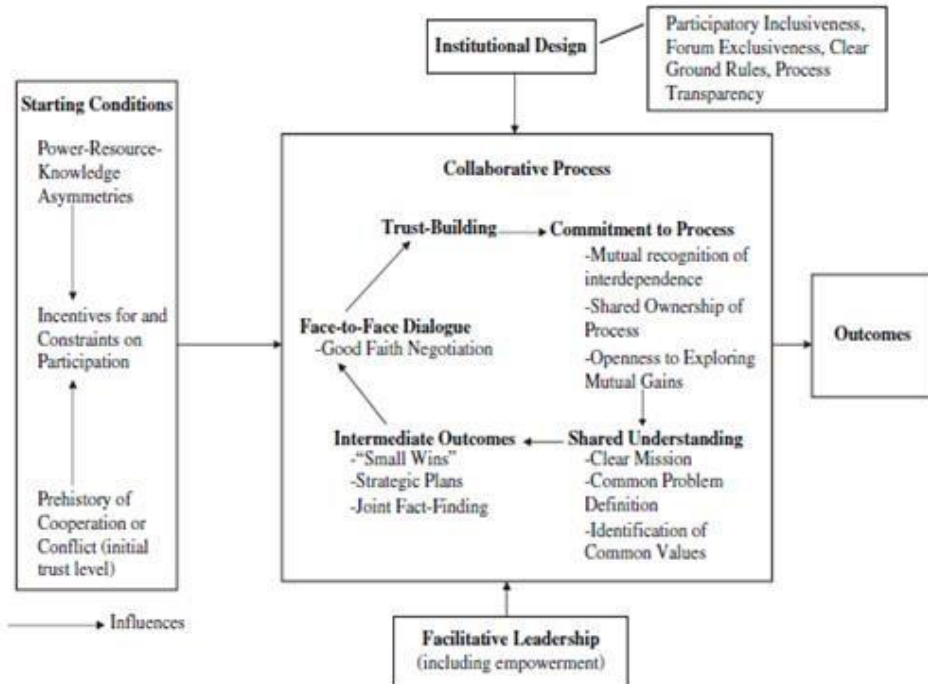 Institutional Design
Participatory Inclusiveness,
Forum Exclusiveness, Clear
Ground Rules, Process
Transparency
Starting Conditions
Power-Resource-
Knowledge
Asymmetries
Incentives for and
Constraints on
Participation
Prehistory of
Cooperation or
Conflict (initial
trust level)
Influences
Collaborative Process
Trust-Building
Commitment to Process
-Mutual recognition of
interdependence
-Shared Ownership of
Process
-Openness to Exploring
Mutual Gains
Face-to-Face Dialogue
-Good Faith Negotiation
Intermediate Outcomes
-“Small Wins”
-Strategic Plans
-Joint Fact-Finding
Shared Understanding
-Clear Mission
-Common Problem
Definition
-Identification of
Common Values
Outcomes
Facilitative Leadership
(including empowerment)